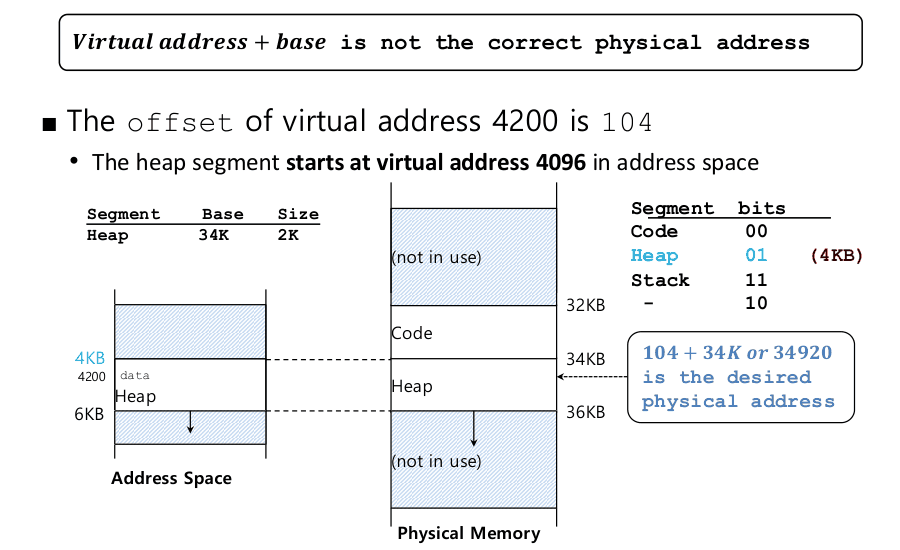 Virtual address + base is not the correct physical address
■ The offset of virtual address 4200 is 104
• The heap segment starts at virtual address 4096 in address space
Segment Base Size
Heap 34K 2K
Segment bits
Code 00
Heap 01 (4KB)
Stack 11
- 10
4KB
4200 data
Heap
6KB
Address Space
(not in use)
32KB
Code
34KB
Heap
36KB
(not in use)
Physical Memory
104 + 34K or 34920
is the desired
physical address